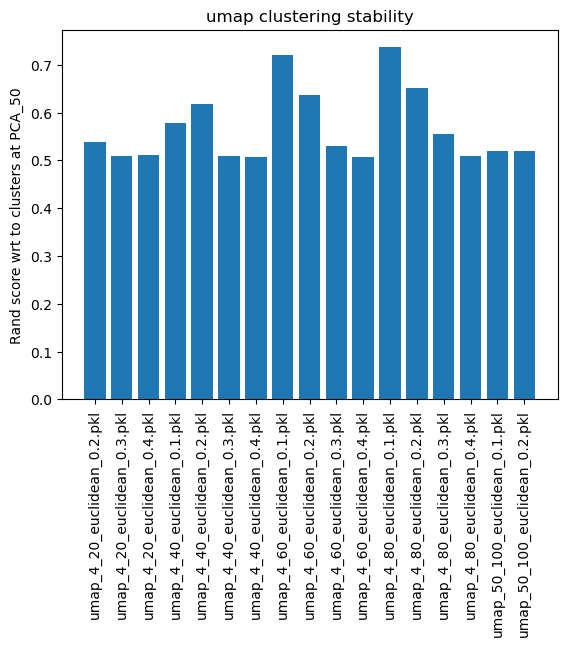 umap clustering stability
Rand score wrt to clusters at PCA_50
0.7
0.6
0.5
0.4
0.3
0.2
0.1
0.0
umap_4_20_euclidean_0.2.pkl
umap_4_20_euclidean_0.3.pkl
umap_4_20_euclidean_0.4.pkl
umap_4_40_euclidean_0.1.pkl
umap_4_40_euclidean_0.2.pkl
umap_4_40_euclidean_0.3.pkl
umap_4_40_euclidean_0.4.pkl
umap_4_60_euclidean_0.1.pkl
umap_4_60_euclidean_0.2.pkl
umap_4_60_euclidean_0.3.pkl
umap_4_60_euclidean_0.4.pkl
umap_4_80_euclidean_0.1.pkl
umap_4_80_euclidean_0.2.pkl
umap_4_80_euclidean_0.3.pkl
umap_4_80_euclidean_0.4.pkl
umap_50_100_euclidean_0.1.pkl
umap_50_100_euclidean_0.2.pkl